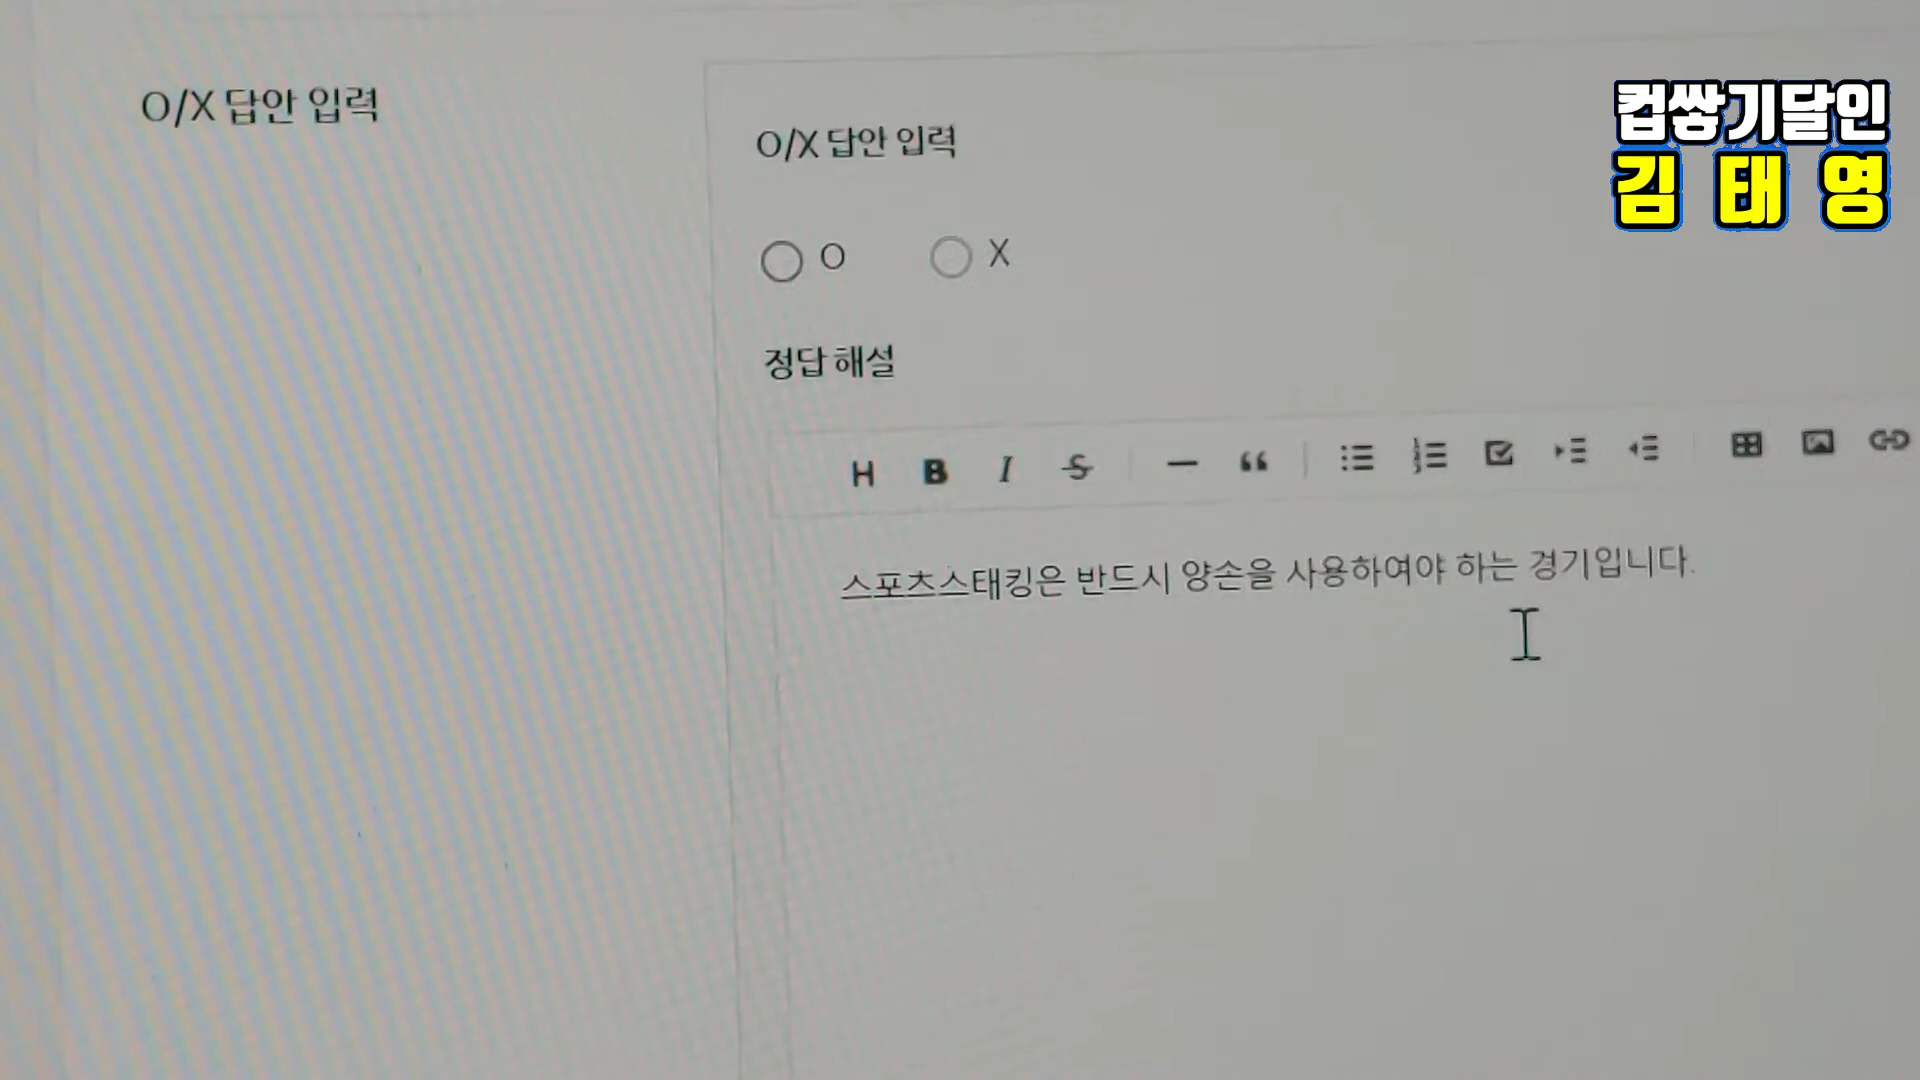 O/X 답안 입력
컵쌓기달인
김태영
O/X 답안 입력
O X
정답 해설
H B I S
스포츠스태킹은 반드시 양손을 사용하여야 하는 경기입니다.